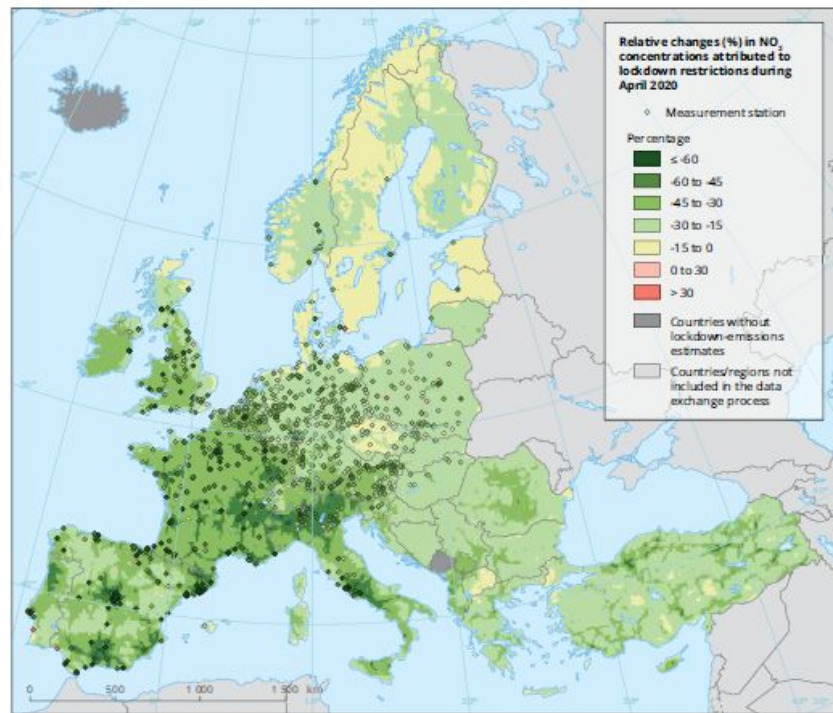 Relative changes (%) in NO₂
concentrations attributed to
lockdown restrictions during
April 2020
Measurement station
Percentage
≤ -60
-60 to -45
-45 to -30
-30 to -15
-15 to 0
0 to 30
> 30
Countries without
lockdown-emissions
estimates
Countries/regions not
included in the data
exchange process
0 500 1 000 1 500 km